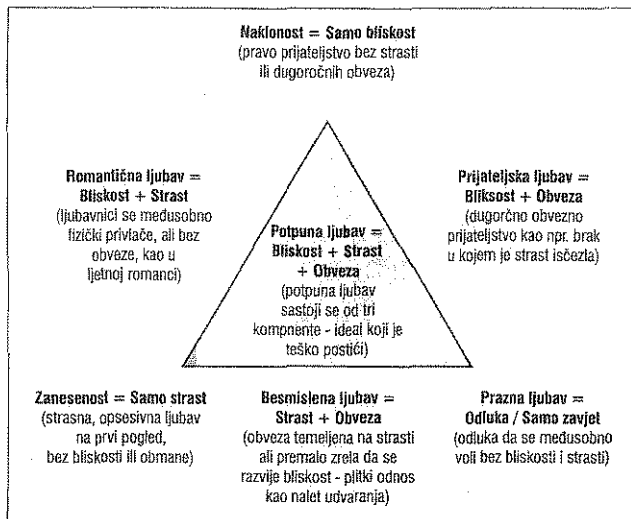 Naklonost = Samo bliskost
(pravo prijateljstvo bez strasti
ili dugoročnih obveza)
Romantična ljubav =
Bliskost + Strast
(ljubavnici se međusobno
fizički privlače, ali bez
obveze, kao u
ljetnoj romanci)
Prijateljska ljubav =
Bliksost + Obveza
(dugorčno obvezno
prijateljstvo kao npr. brak
u kojem je strast isčezla)
Potpuna ljubav =
Bliskost + Strast
+ Obveza
(potpuna ljubav
sastoji se od tri
kompnente - ideal koji je
teško postići)
Zanesenost = Samo strast
(strasna, opsesivna ljubav
na prvi pogled,
bez bliskosti ili obmane)
Besmislena ljubav =
Strast + Obveza
(obveza temeljena na strasti
ali premalo zrela da se
razvije bliskost - plitki odnos
kao nalet udvaranja)
Prazna ljubav =
Odluka / Samo zavjet
(odluka da se međusobno
voli bez bliskosti i strasti)